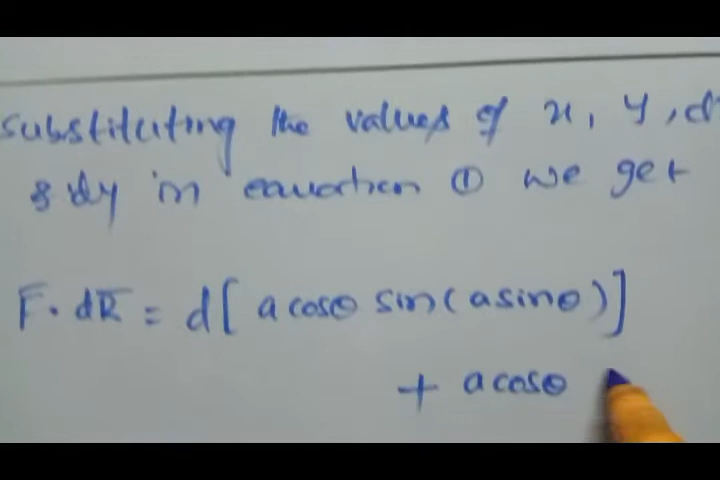 substituting the values of x, y, d
& dy in equation ① we get
F̅. dR̅ = d[ a cosθ sin(a sinθ)]
+ a cosθ